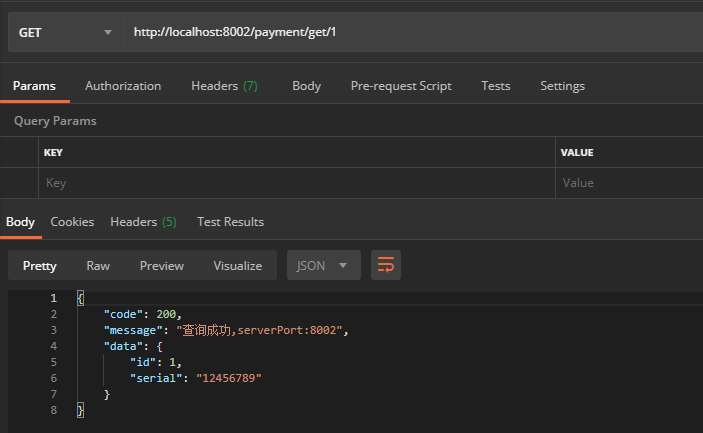 GET http://localhost:8002/payment/get/1
Params Authorization Headers (7) Body Pre-request Script Tests Settings
Query Params
KEY VALUE
Key Value
Body Cookies Headers (5) Test Results
Pretty Raw Preview Visualize JSON
1 {
2 "code": 200,
3 "message": "查询成功,serverPort:8002",
4 "data": {
5 "id": 1,
6 "serial": "12456789"
7 }
8 }